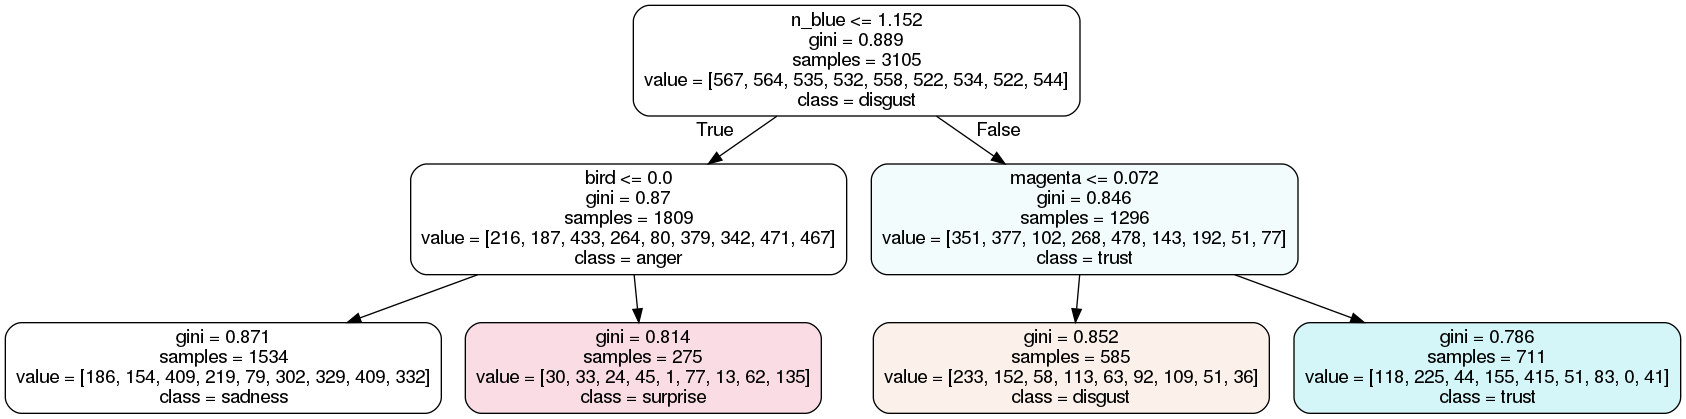 n_blue <= 1.152
gini = 0.889
samples = 3105
value = [567, 564, 535, 532, 558, 522, 534, 522, 544]
class = disgust
True
False
bird <= 0.0
gini = 0.87
samples = 1809
value = [216, 187, 433, 264, 80, 379, 342, 471, 467]
class = anger
magenta <= 0.072
gini = 0.846
samples = 1296
value = [351, 377, 102, 268, 478, 143, 192, 51, 77]
class = trust
gini = 0.871
samples = 1534
value = [186, 154, 409, 219, 79, 302, 329, 409, 332]
class = sadness
gini = 0.814
samples = 275
value = [30, 33, 24, 45, 1, 77, 13, 62, 135]
class = surprise
gini = 0.852
samples = 585
value = [233, 152, 58, 113, 63, 92, 109, 51, 36]
class = disgust
gini = 0.786
samples = 711
value = [118, 225, 44, 155, 415, 51, 83, 0, 41]
class = trust